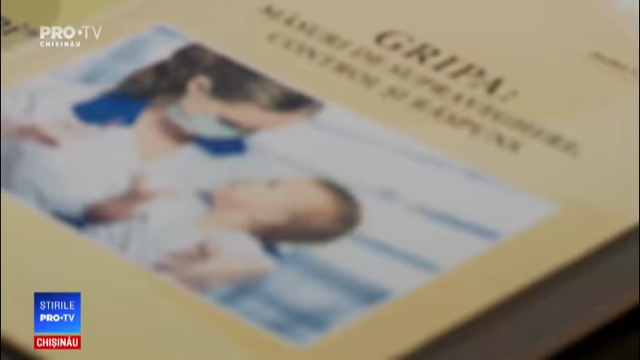 PRO•TV
CHIȘINĂU
GRIPA:
MĂSURI DE SUPRAVEGHERE,
CONTROL ȘI RĂSPUNS
ȘTIRILE
PRO•TV
CHIȘINĂU